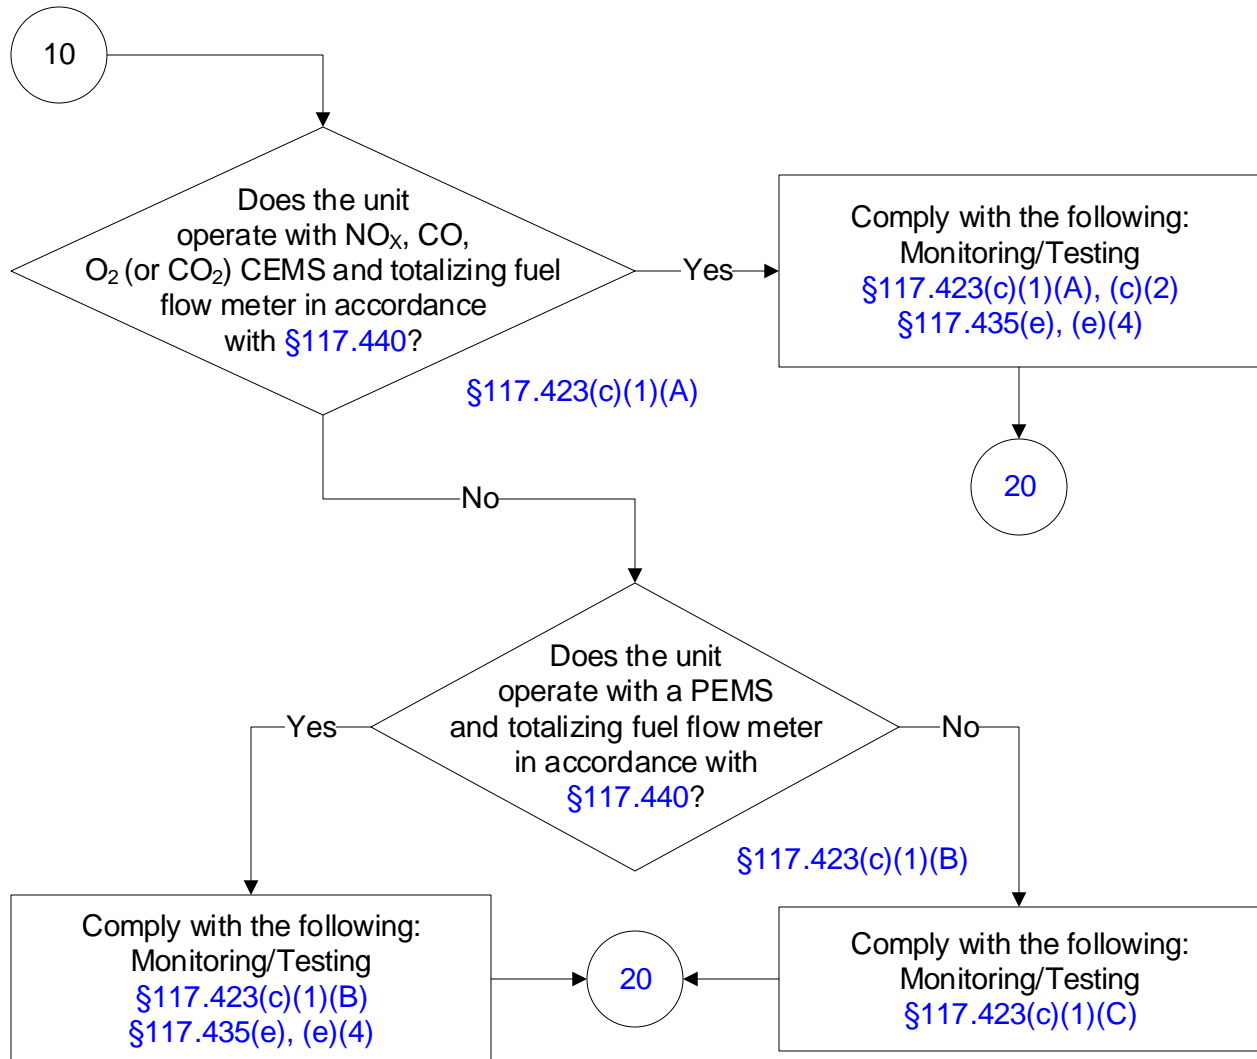 10
Does the unit
operate with NOX, CO,
O2 (or CO2) CEMS and totalizing fuel
flow meter in accordance
with §117.440?
Yes
Comply with the following:
Monitoring/Testing
§117.423(c)(1)(A), (c)(2)
§117.435(e), (e)(4)
§117.423(c)(1)(A)
20
No
Does the unit
operate with a PEMS
and totalizing fuel flow meter
in accordance with
§117.440?
Yes
No
§117.423(c)(1)(B)
Comply with the following:
Monitoring/Testing
§117.423(c)(1)(B)
§117.435(e), (e)(4)
20
Comply with the following:
Monitoring/Testing
§117.423(c)(1)(C)